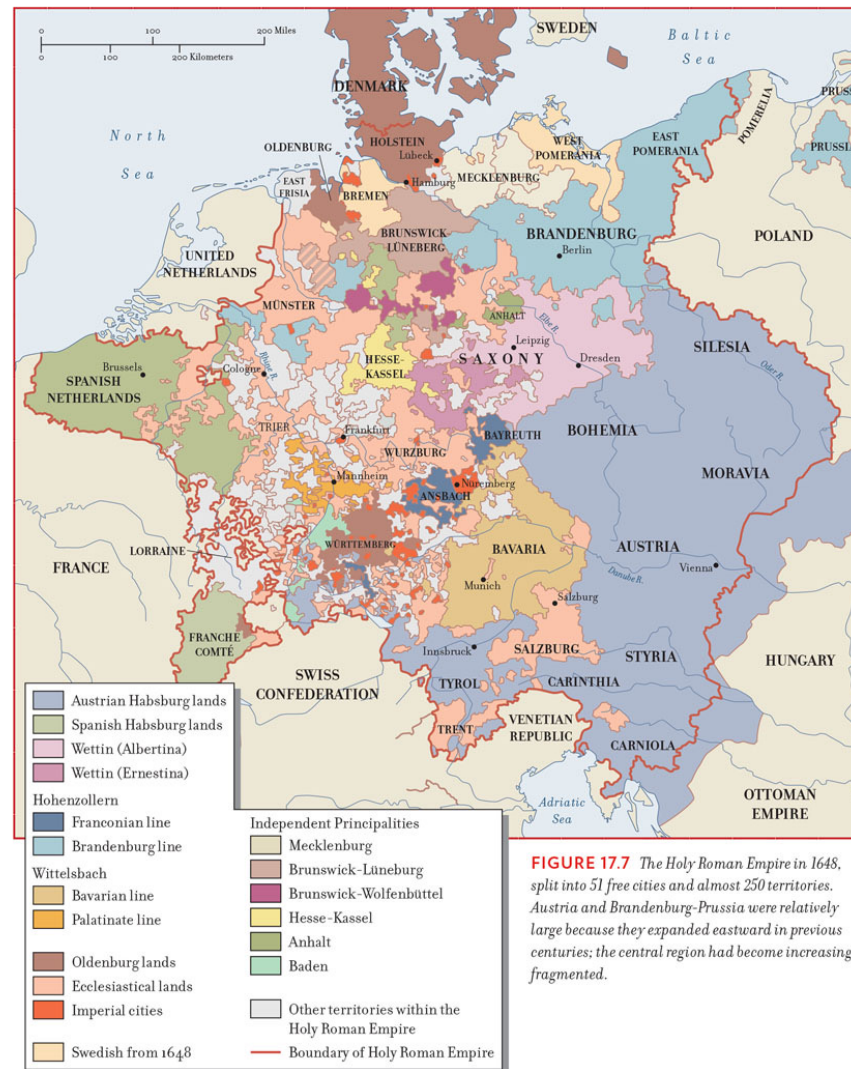 0 100 200 Miles
0 100 200 Kilometers
SWEDEN
Baltic
Sea
DENMARK
North
Sea
OLDENBURG
HOLSTEIN
Lübeck
Hamburg
EAST
FRISIA
BREMEN
MECKLENBURG
WEST
POMERANIA
EAST
POMERANIA
POMERELIA
PRUSS
PRUSSI
UNITED
NETHERLANDS
BRUNSWICK-
LÜNEBERG
BRANDENBURG
Berlin
POLAND
MÜNSTER
ANHALT
Elbe R.
Leipzig
SAXONY
Dresden
SILESIA
Oder R.
HESSE-
KASSEL
Brussels
SPANISH
NETHERLANDS
Cologne
Rhine R.
TRIER
Frankfurt
WURZBURG
BAYREUTH
BOHEMIA
MORAVIA
Mannheim
Nuremberg
ANSBACH
LORRAINE
FRANCE
WÜRTTEMBERG
BAVARIA
Munich
AUSTRIA
Danube R.
Vienna
Salzburg
FRANCHE
COMTÉ
SWISS
CONFEDERATION
Innsbruck
SALZBURG
STYRIA
TYROL
CARINTHIA
HUNGARY
TRENT
VENETIAN
REPUBLIC
CARNIOLA
Adriatic
Sea
OTTOMAN
EMPIRE
Austrian Habsburg lands
Spanish Habsburg lands
Wettin (Albertina)
Wettin (Ernestina)
Hohenzollern
Franconian line
Brandenburg line
Wittelsbach
Bavarian line
Palatinate line
Oldenburg lands
Ecclesiastical lands
Imperial cities
Swedish from 1648
Independent Principalities
Mecklenburg
Brunswick-Lüneburg
Brunswick-Wolfenbüttel
Hesse-Kassel
Anhalt
Baden
Other territories within the
Holy Roman Empire
Boundary of Holy Roman Empire
FIGURE 17.7 The Holy Roman Empire in 1648,
split into 51 free cities and almost 250 territories.
Austria and Brandenburg-Prussia were relatively
large because they expanded eastward in previous
centuries; the central region had become increasing
fragmented.